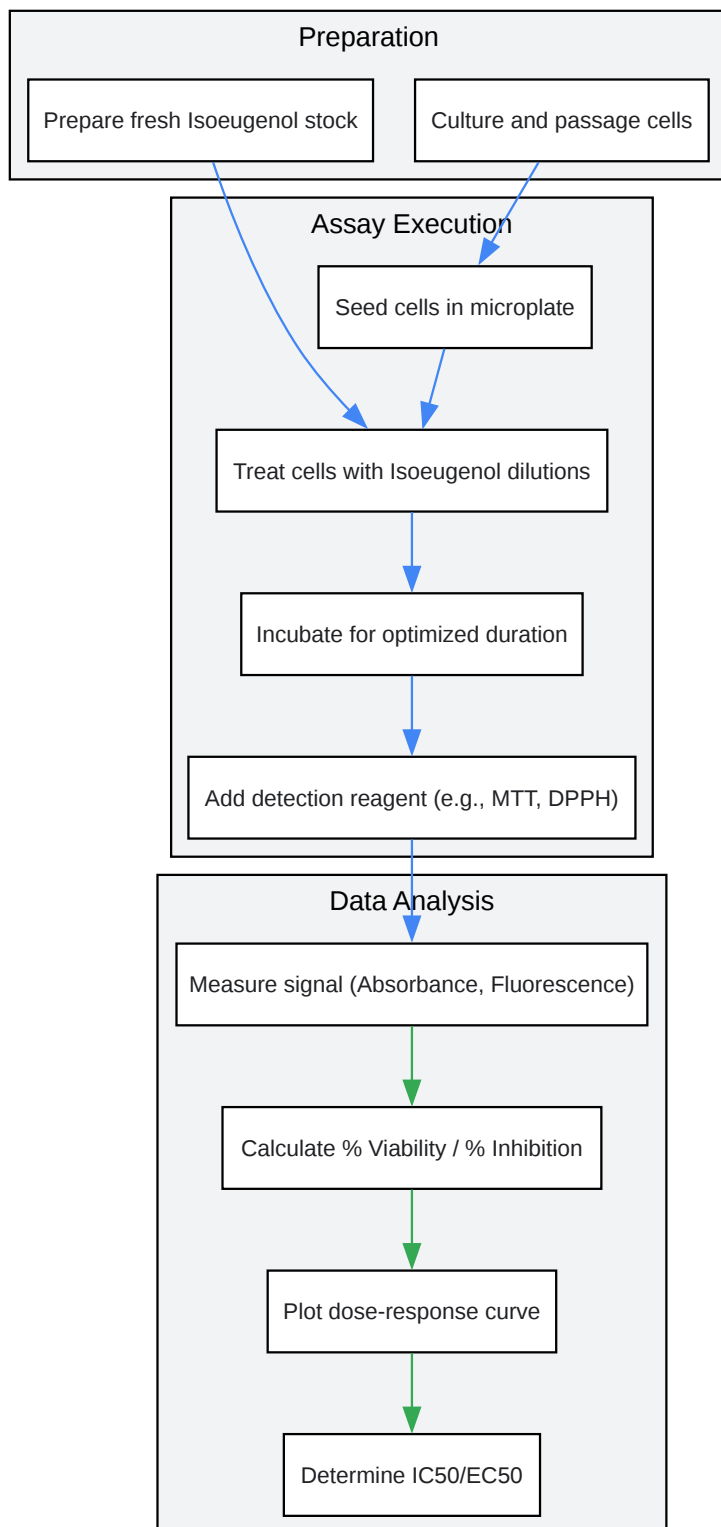 Preparation
Prepare fresh Isoeugenol stock
Culture and passage cells
Assay Execution
Seed cells in microplate
Treat cells with Isoeugenol dilutions
Incubate for optimized duration
Add detection reagent (e.g., MTT, DPPH)
Data Analysis
Measure signal (Absorbance, Fluorescence)
Calculate % Viability / % Inhibition
Plot dose-response curve
Determine IC50/EC50